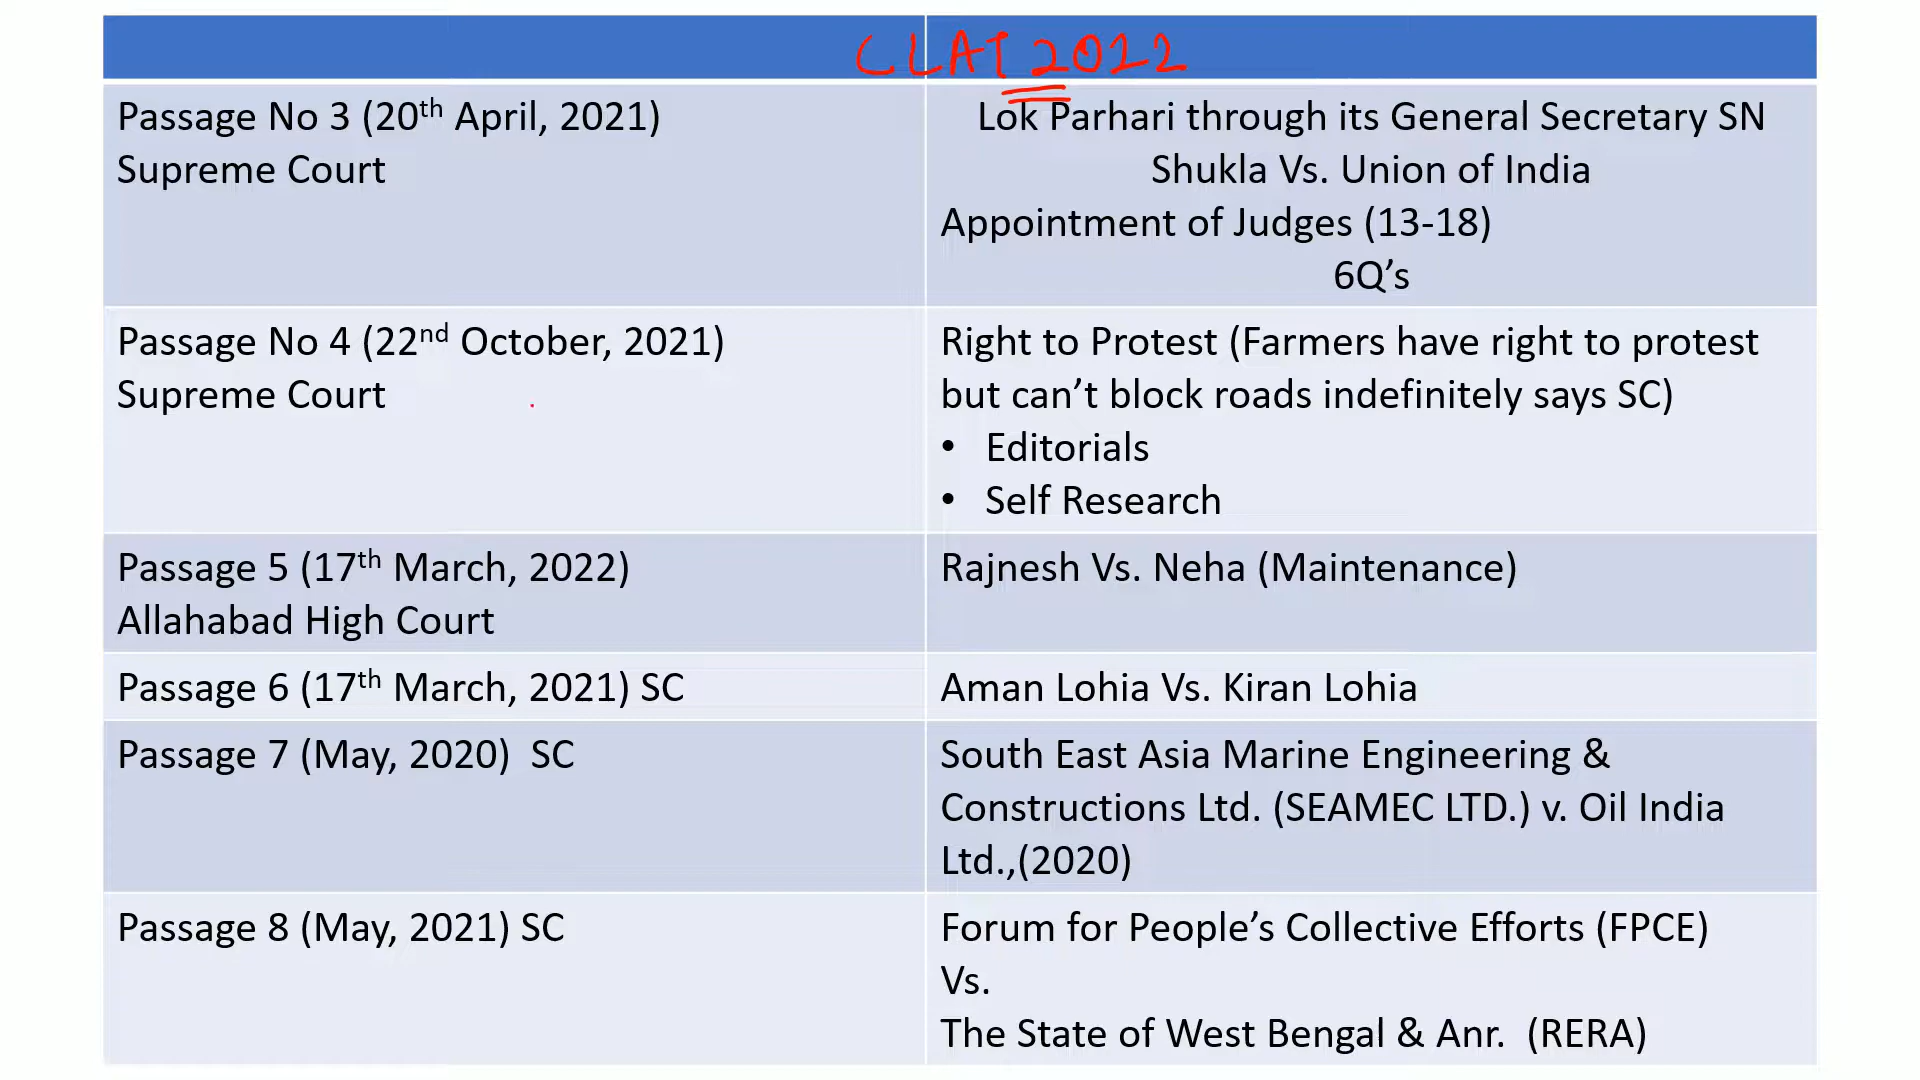 CLAT 2022
Passage No 3 (20th April, 2021)
Supreme Court
Lok Parhari through its General Secretary SN
Shukla Vs. Union of India
Appointment of Judges (13-18)
6Q’s
Passage No 4 (22nd October, 2021)
Supreme Court
Right to Protest (Farmers have right to protest
but can’t block roads indefinitely says SC)
• Editorials
• Self Research
Passage 5 (17th March, 2022)
Allahabad High Court
Rajnesh Vs. Neha (Maintenance)
Passage 6 (17th March, 2021) SC
Aman Lohia Vs. Kiran Lohia
Passage 7 (May, 2020) SC
South East Asia Marine Engineering &
Constructions Ltd. (SEAMEC LTD.) v. Oil India
Ltd.,(2020)
Passage 8 (May, 2021) SC
Forum for People’s Collective Efforts (FPCE)
Vs.
The State of West Bengal & Anr. (RERA)